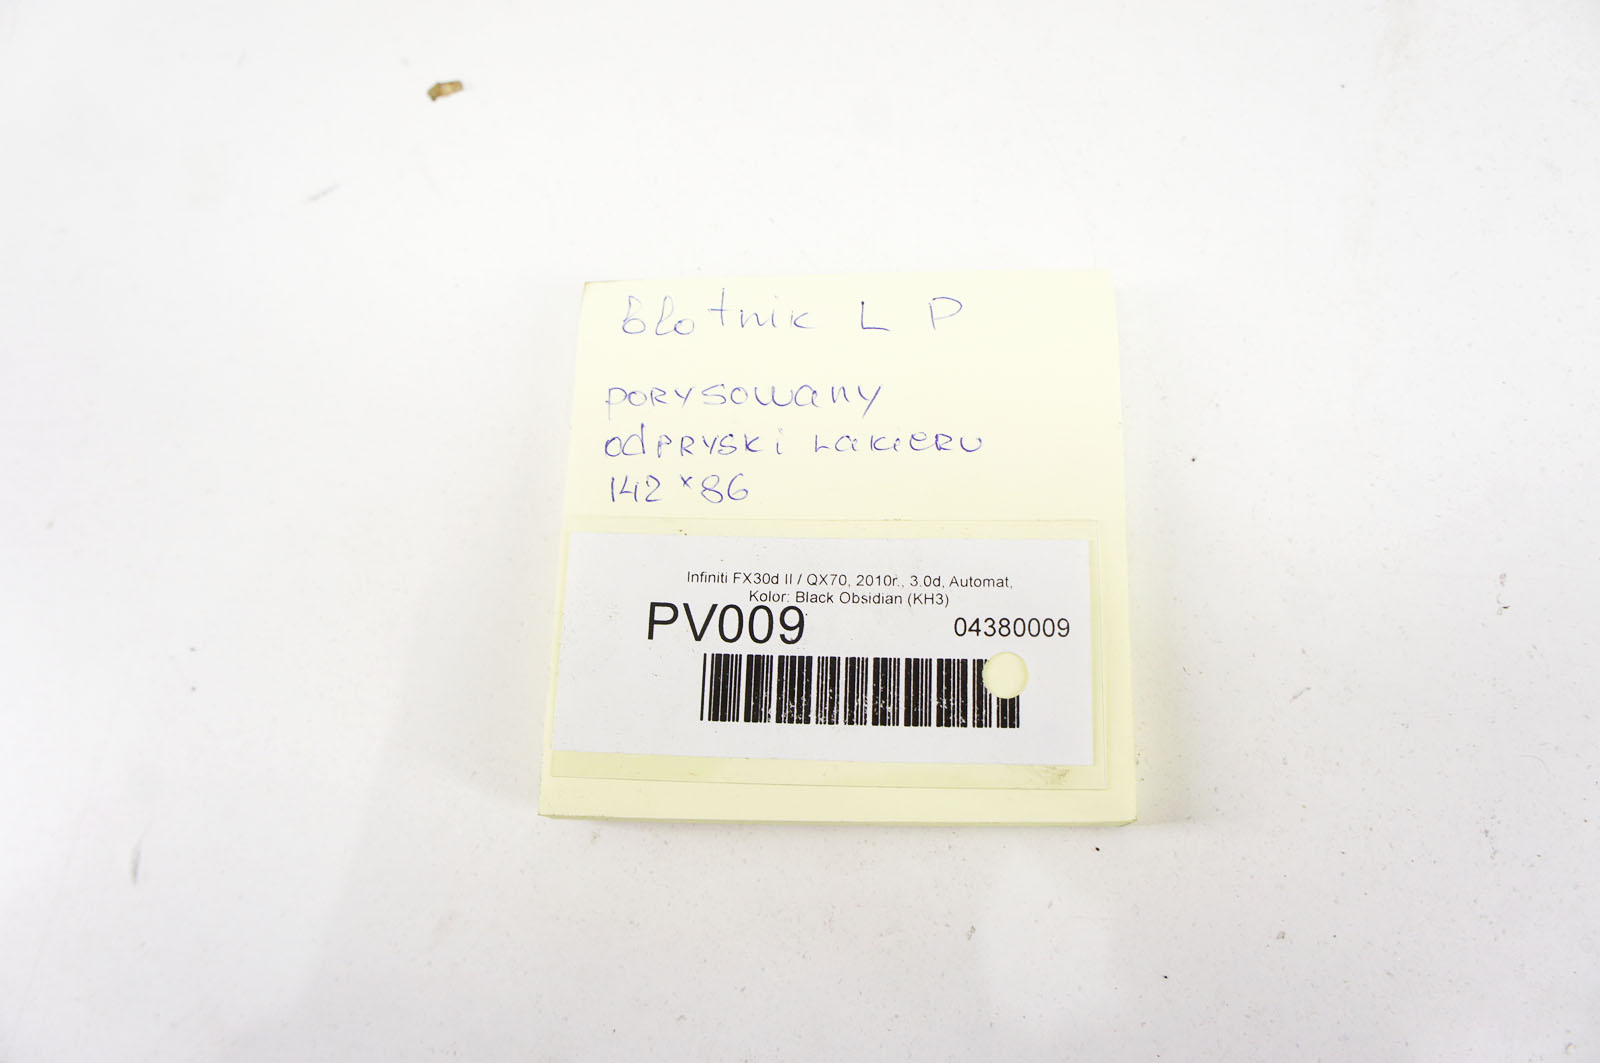 Błotnik L P
porysowany
odpryski lakieru
142 x 86
Infiniti FX30d II / QX70, 2010r., 3.0d, Automat,
Kolor: Black Obsidian (KH3)
PV009 04380009